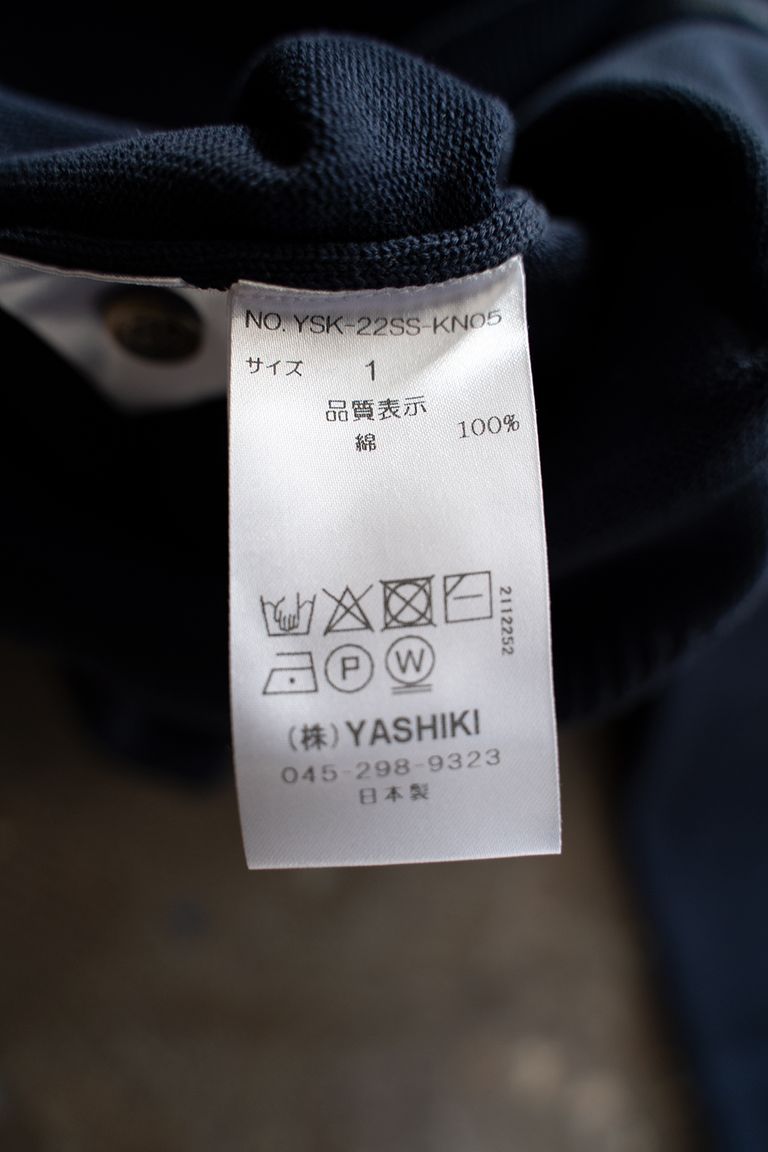 NO. YSK-22SS-KN05
サイズ 1
品質表示
綿 100%
2112252
P W
(株) YASHIKI
045-298-9323
日本製